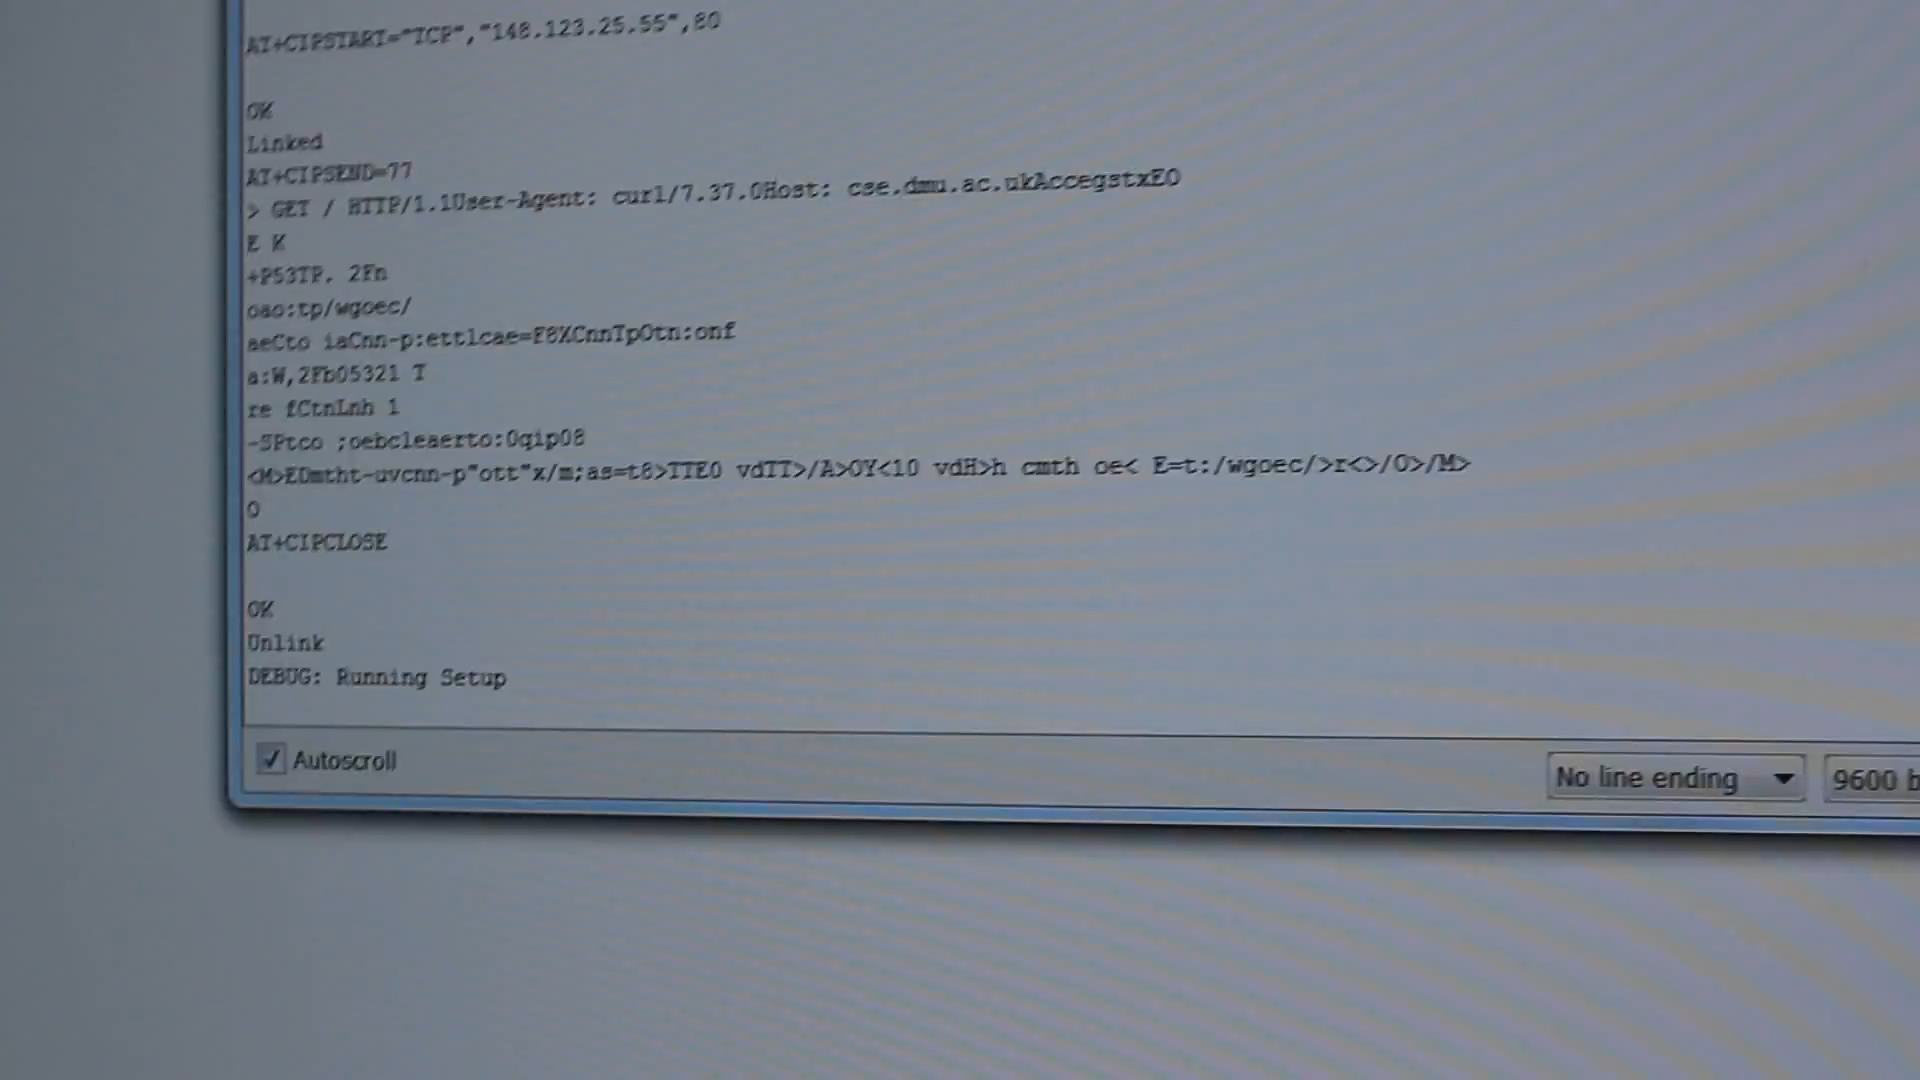 AT+CIPSTART="TCP","148.123.25.55",80
OK
Linked
AT+CIPSEND=77
> GET / HTTP/1.1User-Agent: curl/7.37.0Host: cse.dmu.ac.ukAccegstxEO
E K
+P53TP. 2Fn
oao:tp/wgoec/
aeCto iaCnn-p:ettlcae=F8XCnnTpOtn:onf
a:W,2Fb05321 T
re fCtnLnh 1
-SPtco ;oebcleaerto:0qip08
<M>EDmtht-uvcnn-p"ott"x/m;as=t8>TTE0 vdTT>/A>OY<10 vdH>h cmth oe< E=t:/wgoec/>r<>/O>/M>
O
AT+CIPCLOSE
OK
Unlink
DEBUG: Running Setup
Autoscroll
No line ending
9600 b